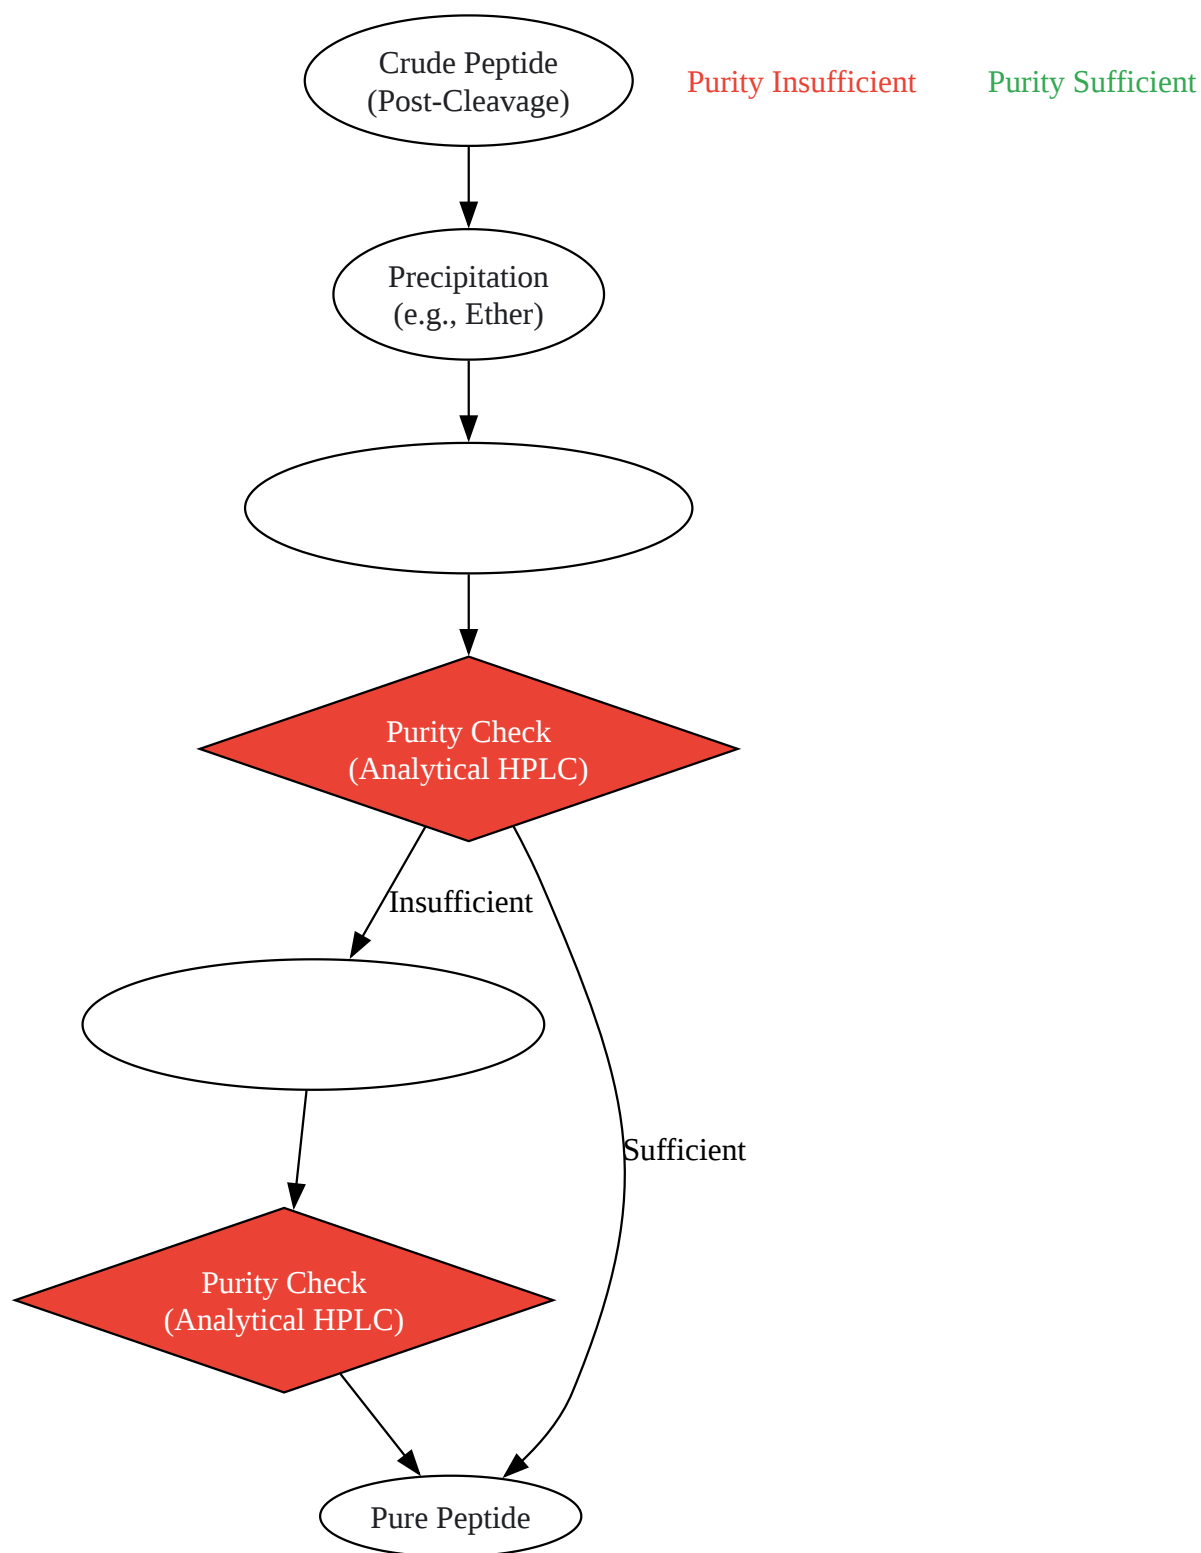 Crude Peptide
(Post-Cleavage)
Purity Insufficient
Purity Sufficient
Precipitation
(e.g., Ether)
Purity Check
(Analytical HPLC)
Insufficient
Sufficient
Purity Check
(Analytical HPLC)
Pure Peptide